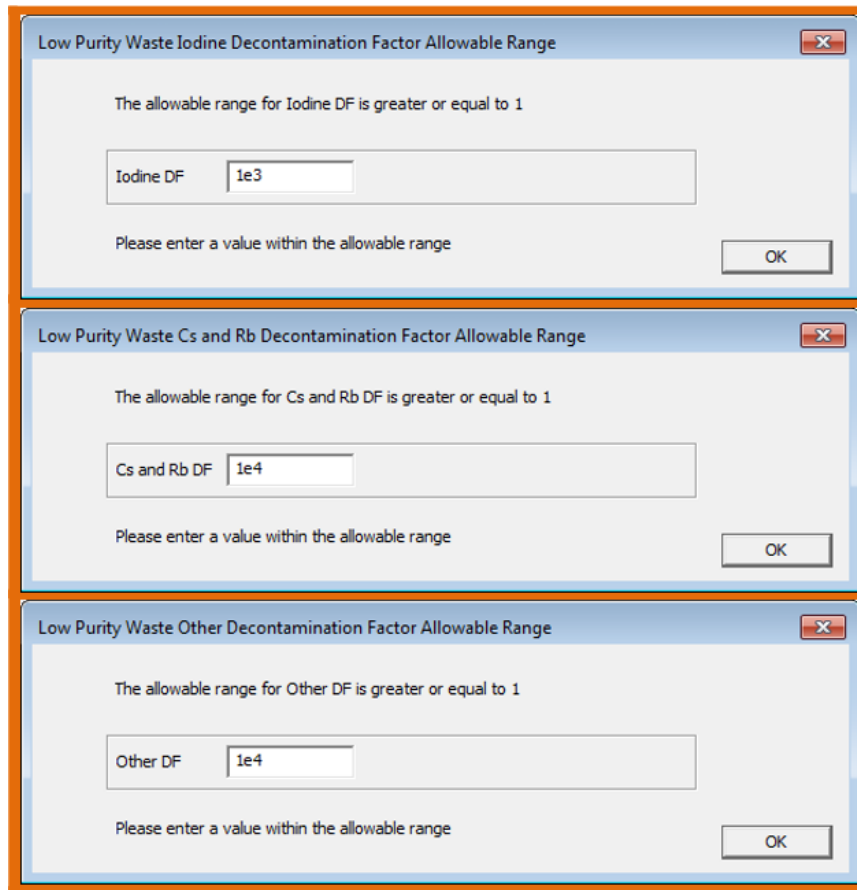 Low Purity Waste Iodine Decontamination Factor Allowable Range
The allowable range for Iodine DF is greater or equal to 1
Iodine DF 1e3
Please enter a value within the allowable range
OK
Low Purity Waste Cs and Rb Decontamination Factor Allowable Range
The allowable range for Cs and Rb DF is greater or equal to 1
Cs and Rb DF 1e4
Please enter a value within the allowable range
OK
Low Purity Waste Other Decontamination Factor Allowable Range
The allowable range for Other DF is greater or equal to 1
Other DF 1e4
Please enter a value within the allowable range
OK